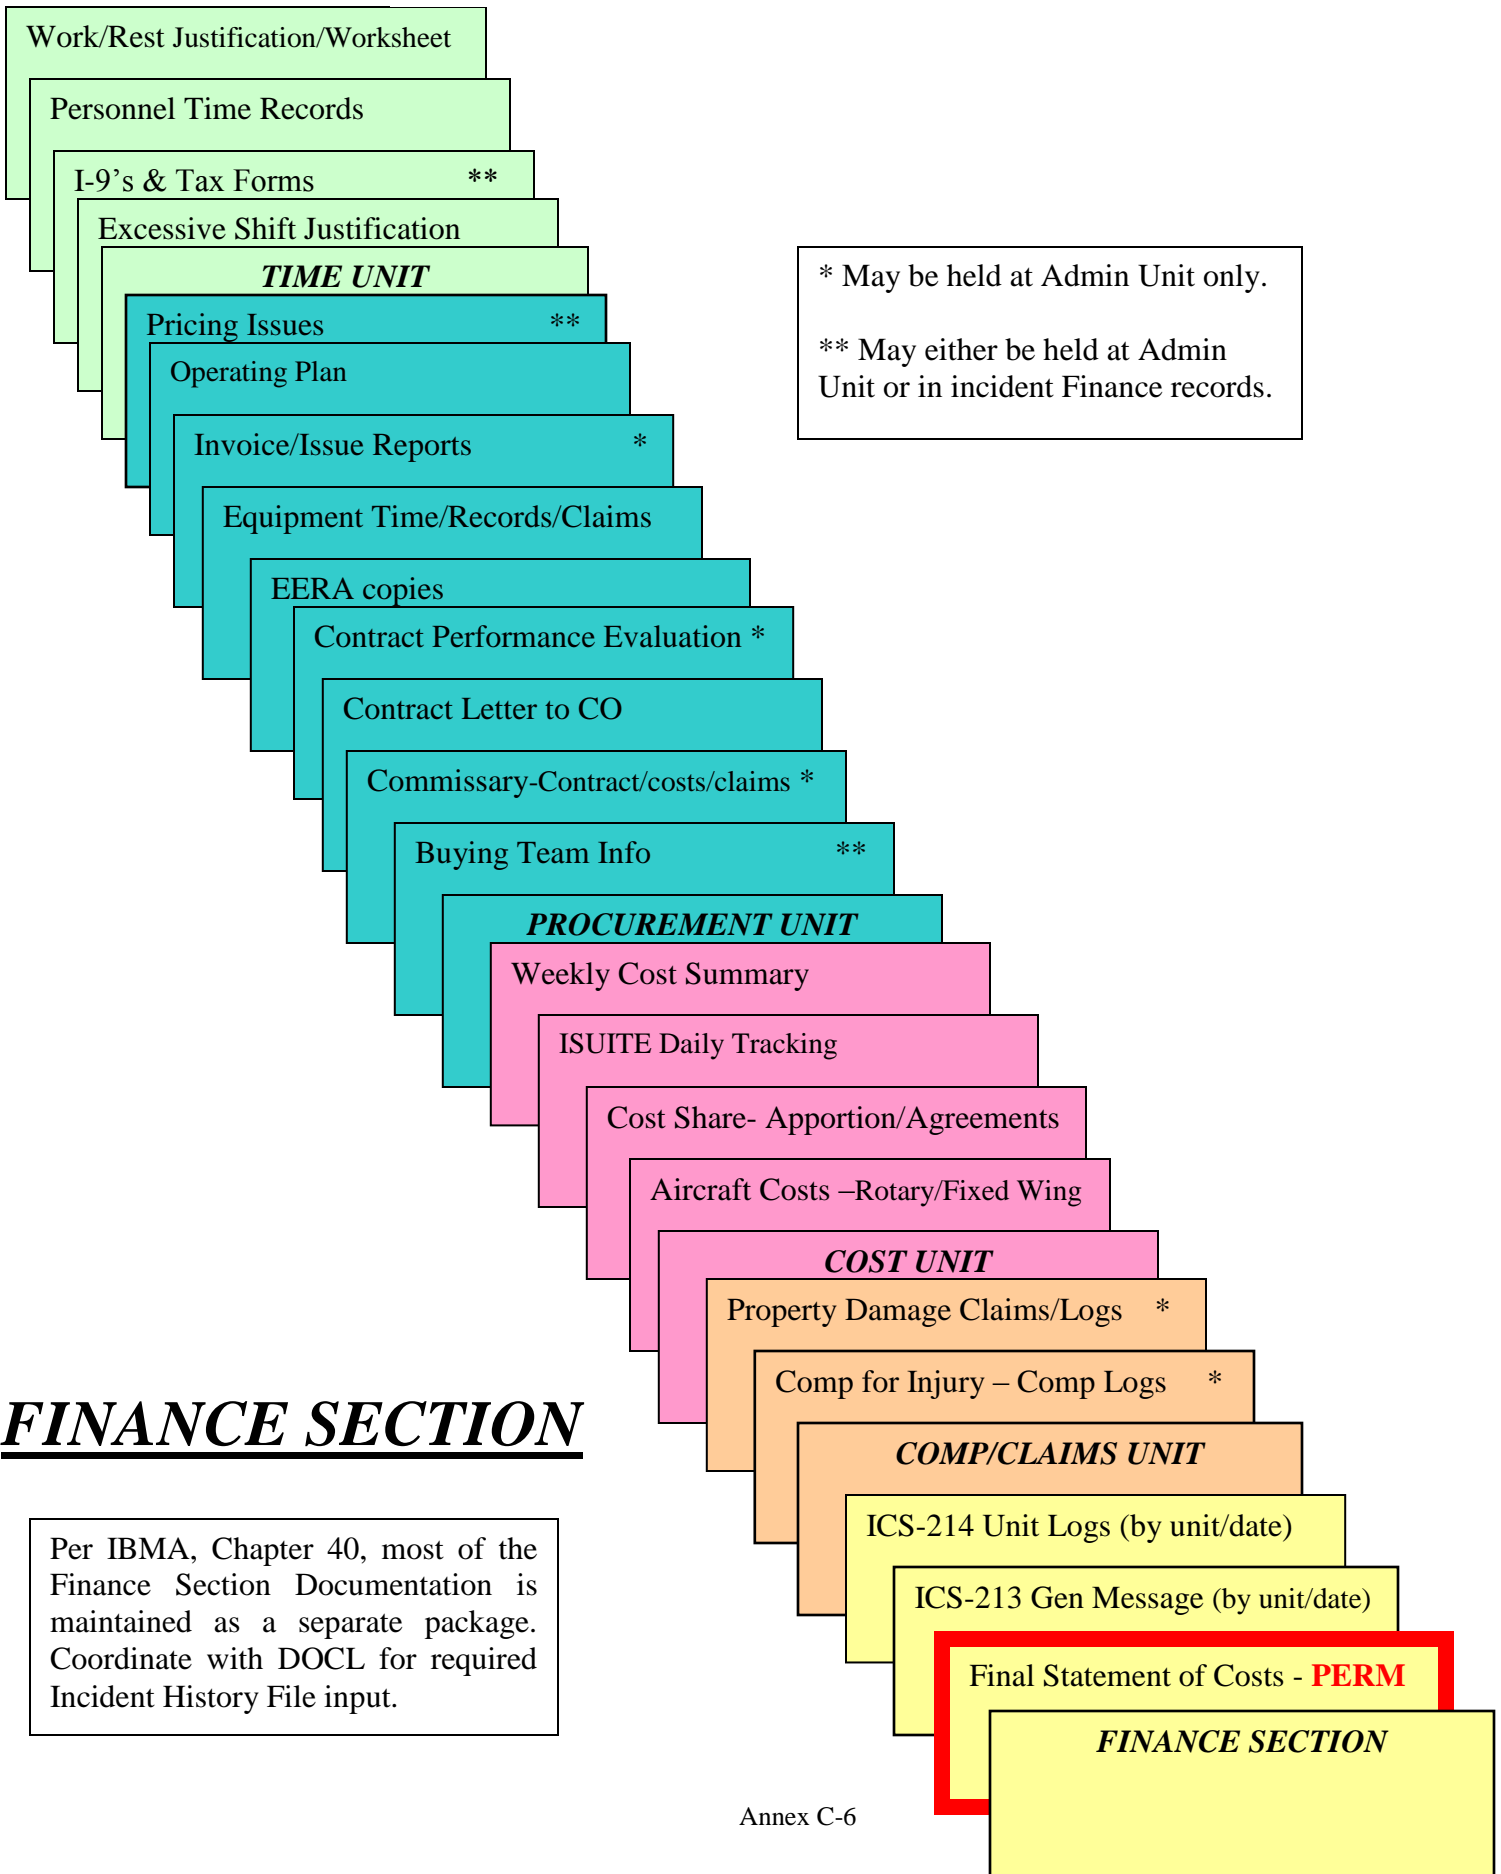 Work/Rest Justification/Worksheet
Personnel Time Records
I-9’s & Tax Forms **
Excessive Shift Justification
TIME UNIT
Pricing Issues **
Operating Plan
Invoice/Issue Reports *
Equipment Time/Records/Claims
EERA copies
Contract Performance Evaluation *
Contract Letter to CO
Commissary-Contract/costs/claims *
Buying Team Info **
PROCUREMENT UNIT
Weekly Cost Summary
ISUITE Daily Tracking
Cost Share- Apportion/Agreements
Aircraft Costs –Rotary/Fixed Wing
COST UNIT
Property Damage Claims/Logs *
Comp for Injury – Comp Logs *
COMP/CLAIMS UNIT
ICS-214 Unit Logs (by unit/date)
ICS-213 Gen Message (by unit/date)
Final Statement of Costs - PERM
FINANCE SECTION
* May be held at Admin Unit only.
** May either be held at Admin
Unit or in incident Finance records.
FINANCE SECTION
Per IBMA, Chapter 40, most of the
Finance Section Documentation is
maintained as a separate package.
Coordinate with DOCL for required
Incident History File input.
Annex C-6